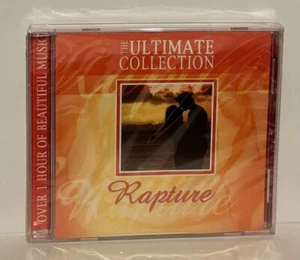 THE ULTIMATE
COLLECTION
Rapture
OVER 1 HOUR OF BEAUTIFUL MUSIC